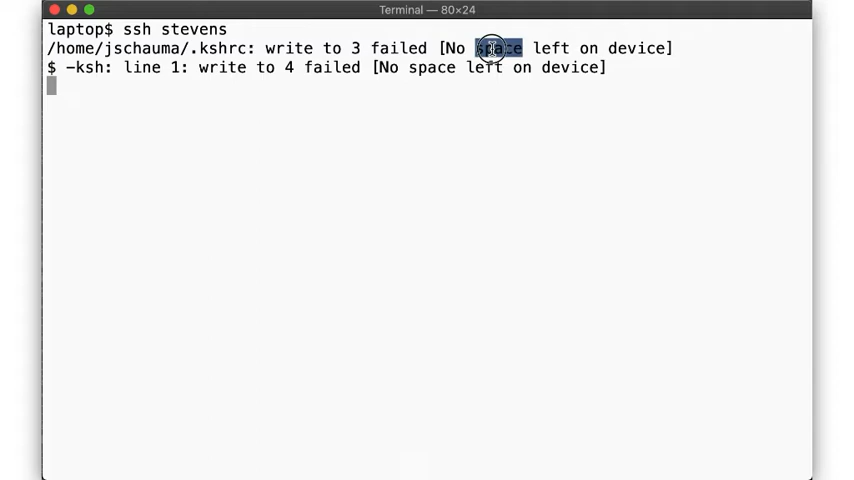 Terminal — 80×24
laptop$ ssh stevens
/home/jschauma/.kshrc: write to 3 failed [No space left on device]
$ -ksh: line 1: write to 4 failed [No space left on device]